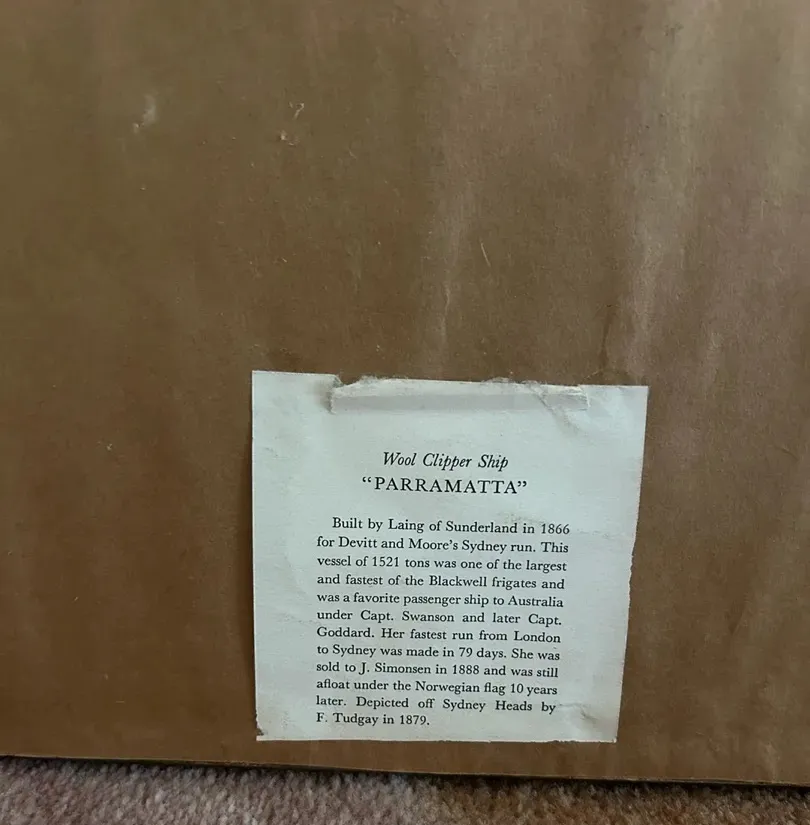 Wool Clipper Ship
“PARRAMATTA”
Built by Laing of Sunderland in 1866
for Devitt and Moore’s Sydney run. This
vessel of 1521 tons was one of the largest
and fastest of the Blackwell frigates and
was a favorite passenger ship to Australia
under Capt. Swanson and later Capt.
Goddard. Her fastest run from London
to Sydney was made in 79 days. She was
sold to J. Simonsen in 1888 and was still
afloat under the Norwegian flag 10 years
later. Depicted off Sydney Heads by
F. Tudgay in 1879.